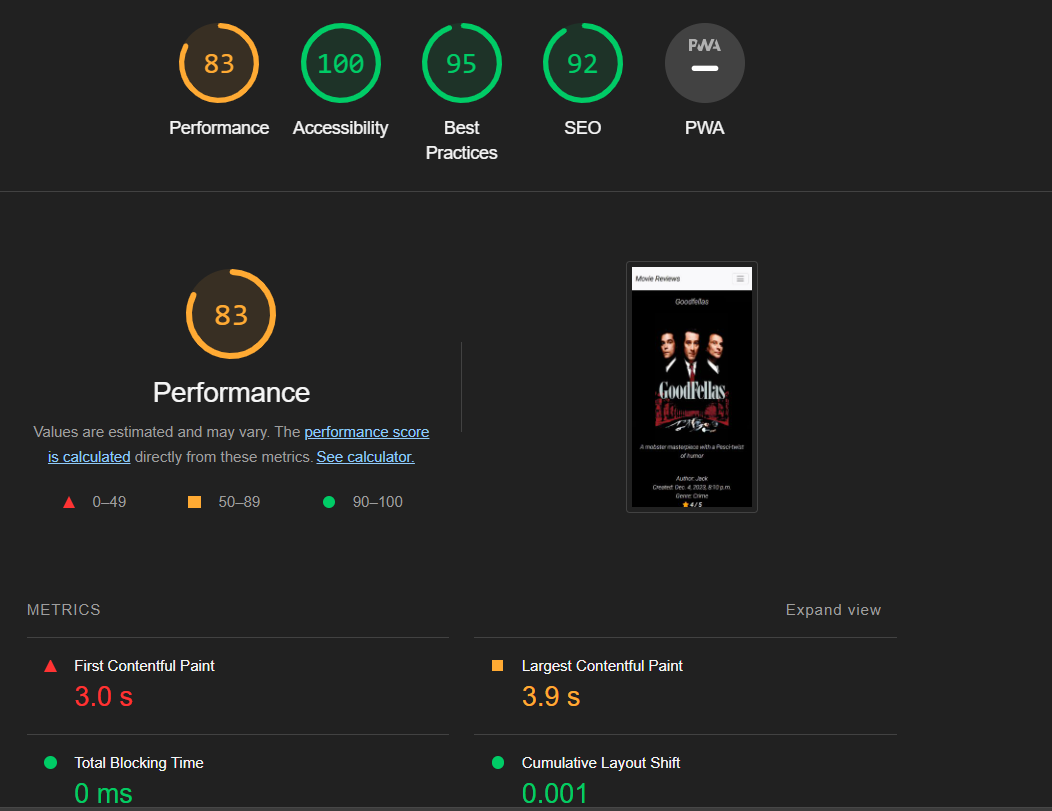 83
100
95
92
PWA
Performance
Accessibility
Best
Practices
SEO
PWA
83
Performance
Values are estimated and may vary. The performance score
is calculated directly from these metrics. See calculator.
0–49
50–89
90–100
Movie Reviews
Goodfellas
GoodFellas
A mobster masterpiece with a Pesci-twist
of humor
Author: Jack
Created: Dec. 4, 2023, 8:10 p.m.
Genre: Crime
4 / 5
METRICS
Expand view
First Contentful Paint
3.0 s
Largest Contentful Paint
3.9 s
Total Blocking Time
0 ms
Cumulative Layout Shift
0.001